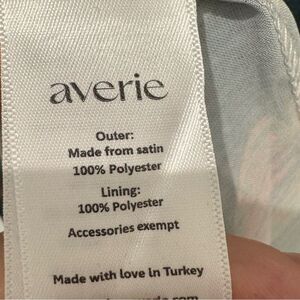 averie
Outer:
Made from satin
100% Polyester
Lining:
100% Polyester
Accessories exempt
Made with love In Turkey